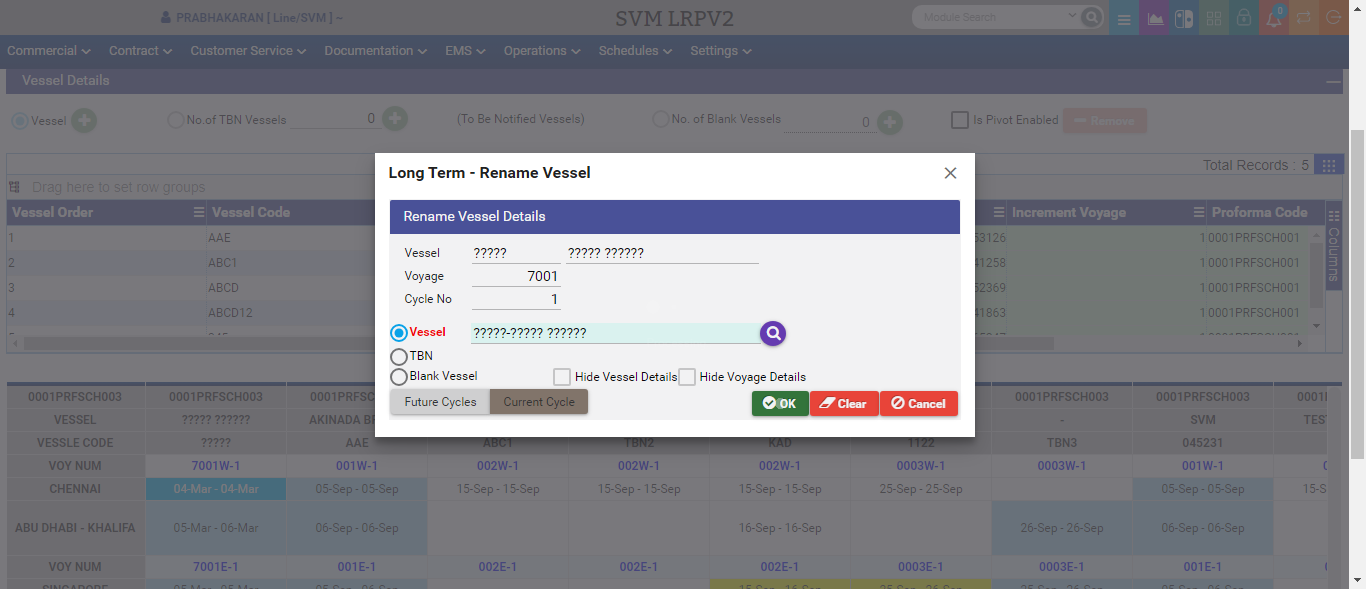 PRABHAKARAN [ Line/SVM ] ~
SVM LRPV2
Module Search
0
Commercial
Contract
Customer Service
Documentation
EMS
Operations
Schedules
Settings
Vessel Details
Vessel
No.of TBN Vessels
0
(To Be Notified Vessels)
No. of Blank Vessels
0
Is Pivot Enabled
Remove
Total Records : 5
Drag here to set row groups
Vessel Order
Vessel Code
Increment Voyage
Proforma Code
Columns
1 AAE 53126 1 0001PRFSCH001
2 ABC1 41258 1 0001PRFSCH001
3 ABCD 52369 1 0001PRFSCH001
4 ABCD12 41863 1 0001PRFSCH001
Long Term - Rename Vessel
Rename Vessel Details
Vessel ????? ????? ??????
Voyage 7001
Cycle No 1
Vessel ?????-????? ??????
TBN
Blank Vessel
Hide Vessel Details
Hide Voyage Details
Future Cycles
Current Cycle
OK
Clear
Cancel
0001PRFSCH003 0001PRFSCH003 0001PRFSC 0001PRFSCH003 0001PRFSCH003 0001
VESSEL ????? ?????? AKINADA BE - SVM TES
VESSLE CODE ????? AAE ABC1 TBN2 KAD 1122 TBN3 045231
VOY NUM 7001W-1 001W-1 002W-1 002W-1 002W-1 0003W-1 0003W-1 001W-1
CHENNAI 04-Mar - 04-Mar 05-Sep - 05-Sep 15-Sep - 15-Sep 15-Sep - 15-Sep 15-Sep - 15-Sep 25-Sep - 25-Sep 05-Sep - 05-Sep 15-S
ABU DHABI - KHALIFA 05-Mar - 06-Mar 06-Sep - 06-Sep 16-Sep - 16-Sep 26-Sep - 26-Sep 06-Sep - 06-Sep
VOY NUM 7001E-1 001E-1 002E-1 002E-1 002E-1 0003E-1 0003E-1 001E-1